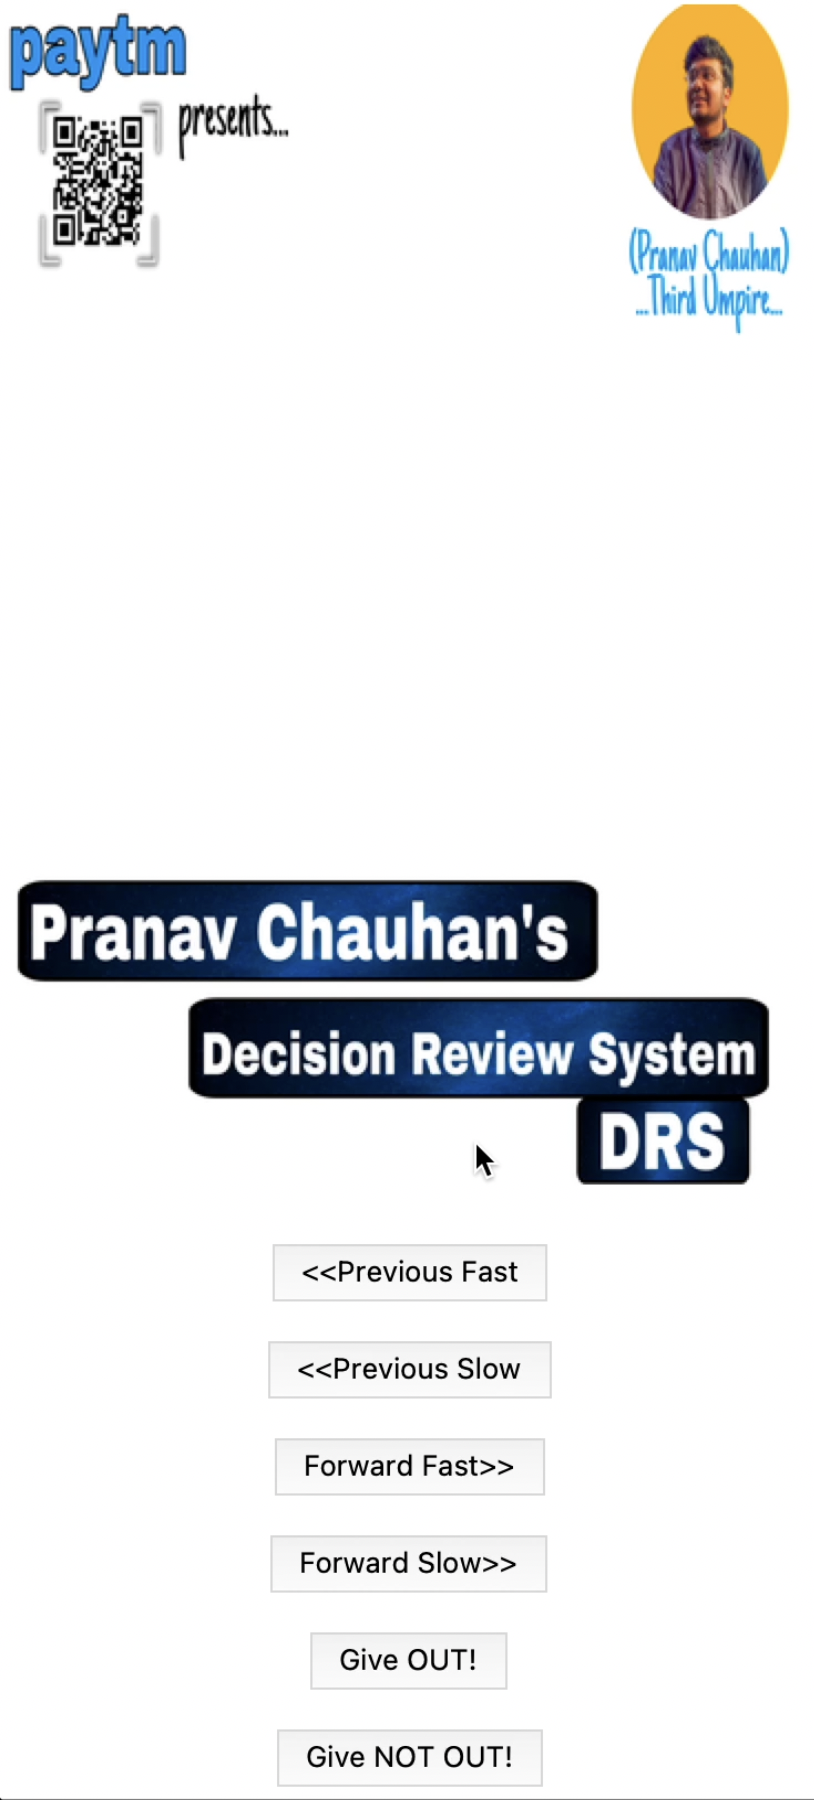 paytm
presents...
(Pranav Chauhan)
...Third Umpire...
Pranav Chauhan's
Decision Review System
DRS
<<Previous Fast
<<Previous Slow
Forward Fast>>
Forward Slow>>
Give OUT!
Give NOT OUT!